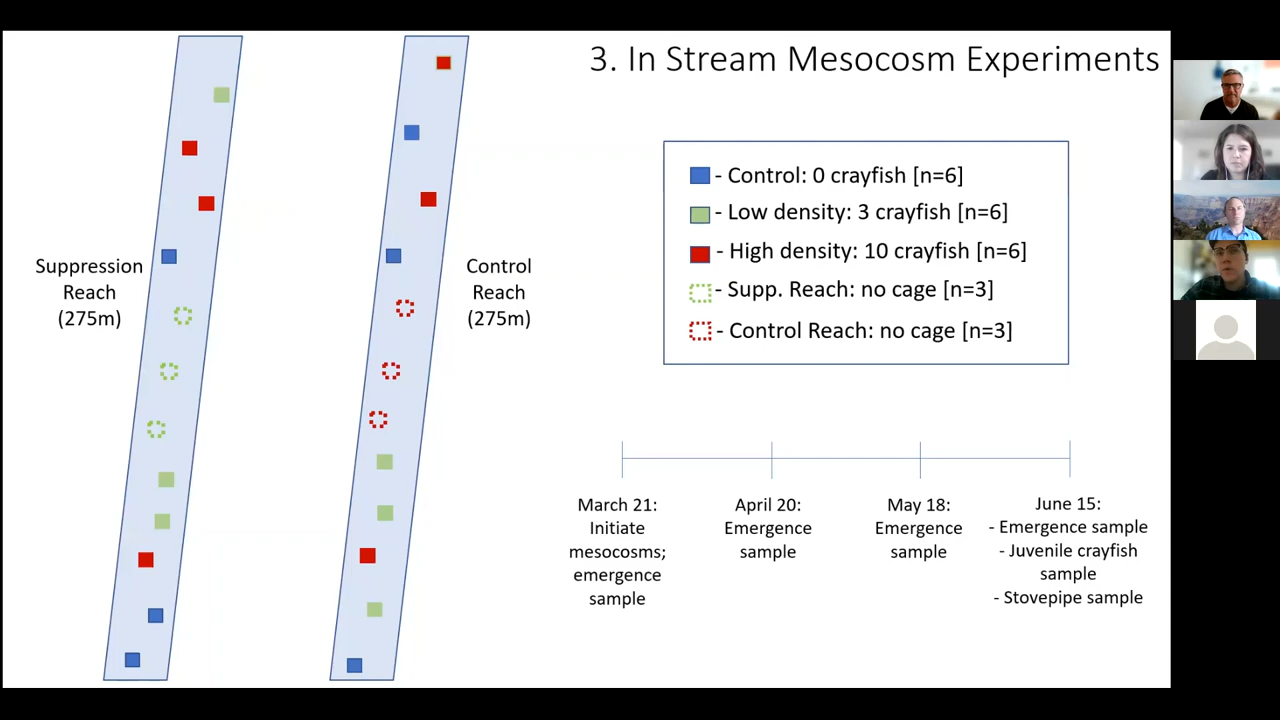 3. In Stream Mesocosm Experiments
Suppression
Reach
(275m)
Control
Reach
(275m)
- Control: 0 crayfish [n=6]
- Low density: 3 crayfish [n=6]
- High density: 10 crayfish [n=6]
- Supp. Reach: no cage [n=3]
- Control Reach: no cage [n=3]
March 21:
Initiate
mesocosms;
emergence
sample
April 20:
Emergence
sample
May 18:
Emergence
sample
June 15:
- Emergence sample
- Juvenile crayfish
sample
- Stovepipe sample